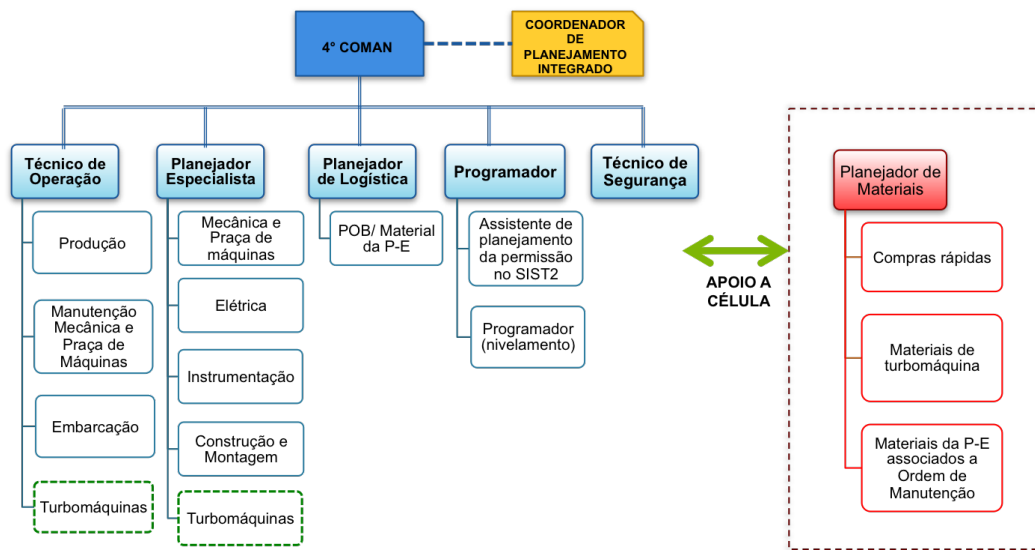 4° COMAN
COORDENADOR
DE
PLANEJAMENTO
INTEGRADO
Técnico de
Operação
Planejador
Especialista
Planejador
de Logística
Programador
Técnico de
Segurança
Planejador de
Materiais
Produção
Manutenção
Mecânica e
Praça de
Máquinas
Embarcação
Turbomáquinas
Mecânica e
Praça de
máquinas
Elétrica
Instrumentação
Construção e
Montagem
Turbomáquinas
POB/ Material
da P-E
Assistente de
planejamento
da permissão
no SIST2
Programador
(nivelamento)
APOIO A
CÉLULA
Compras rápidas
Materiais de
turbomáquina
Materiais da P-E
associados a
Ordem de
Manutenção